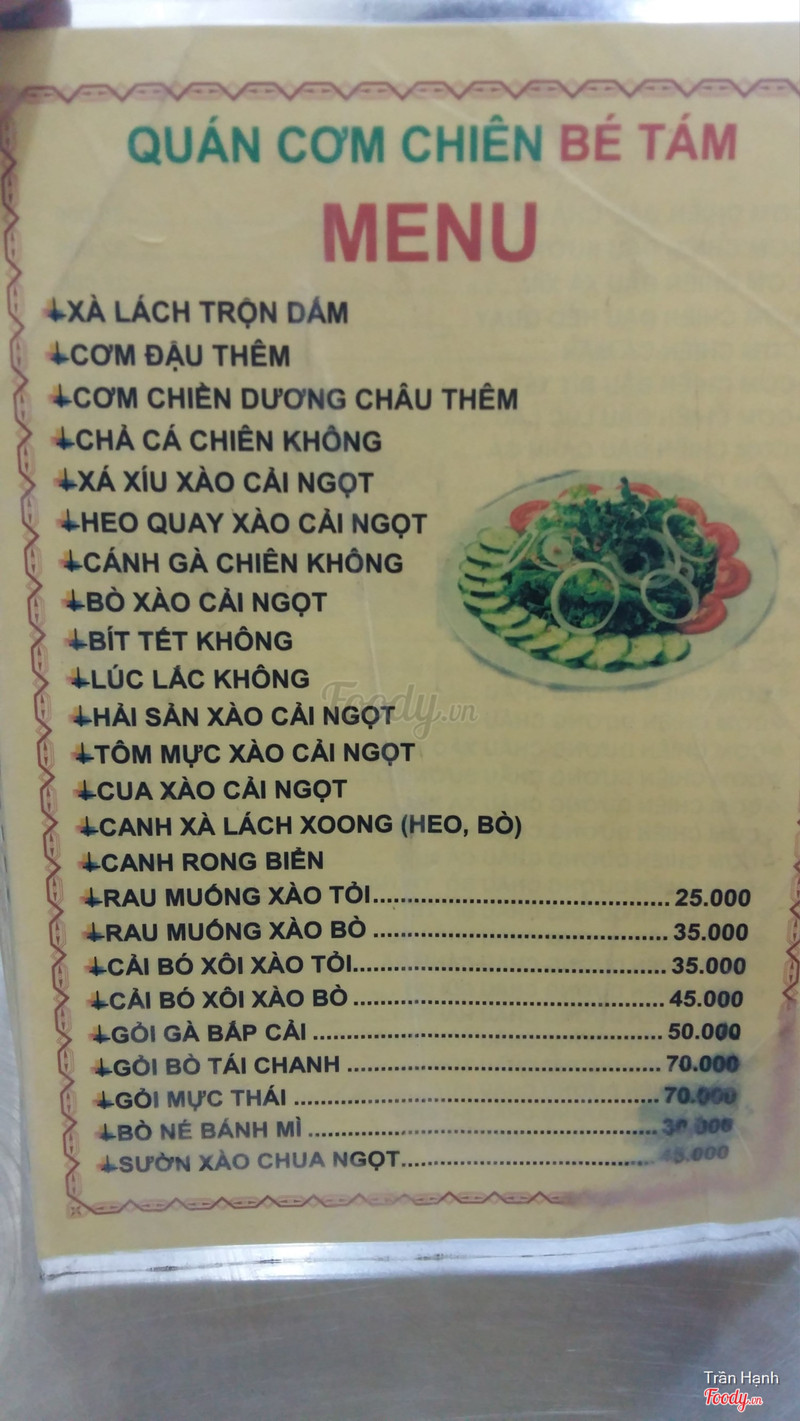 QUÁN CƠM CHIÊN BÉ TÁM
MENU
XÀ LÁCH TRỘN DẤM
CƠM ĐẬU THÊM
CƠM CHIÊN DƯƠNG CHÂU THÊM
CHẢ CÁ CHIÊN KHÔNG
XÁ XÍU XÀO CẢI NGỌT
HEO QUAY XÀO CẢI NGỌT
CÁNH GÀ CHIÊN KHÔNG
BÒ XÀO CẢI NGỌT
BÍT TẾT KHÔNG
LÚC LẮC KHÔNG
HẢI SẢN XÀO CẢI NGỌT
TÔM MỰC XÀO CẢI NGỌT
CUA XÀO CẢI NGỌT
CANH XÀ LÁCH XOONG (HEO, BÒ)
CANH RONG BIỂN
RAU MUỐNG XÀO TỎI........ 25.000
RAU MUỐNG XÀO BÒ ........ 35.000
CẢI BÓ XÔI XÀO TỎI........ 35.000
CẢI BÓ XÔI XÀO BÒ ........ 45.000
GỎI GÀ BẮP CẢI ........ 50.000
GỎI BÒ TÁI CHANH ........ 70.000
GỎI MỰC THÁI ........ 70.000
BÒ NÉ BÁNH MÌ ........
SƯỜN XÀO CHUA NGỌT........ 45.000
Foody.vn
Trần Hạnh
Foody.vn